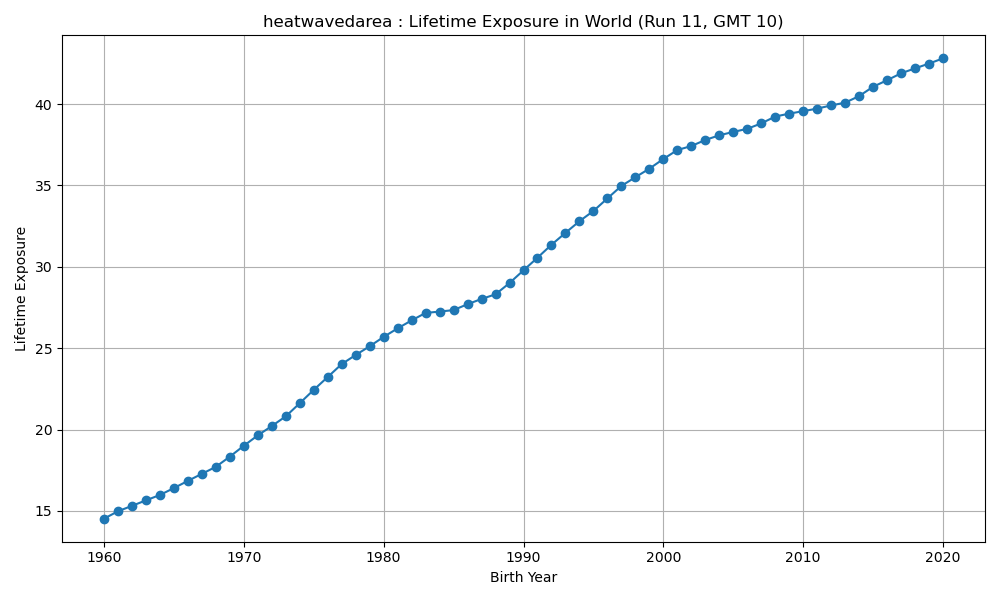 heatwavedarea : Lifetime Exposure in World (Run 11, GMT 10)
40
35
30
25
20
15
Lifetime Exposure
1960 1970 1980 1990 2000 2010 2020
Birth Year